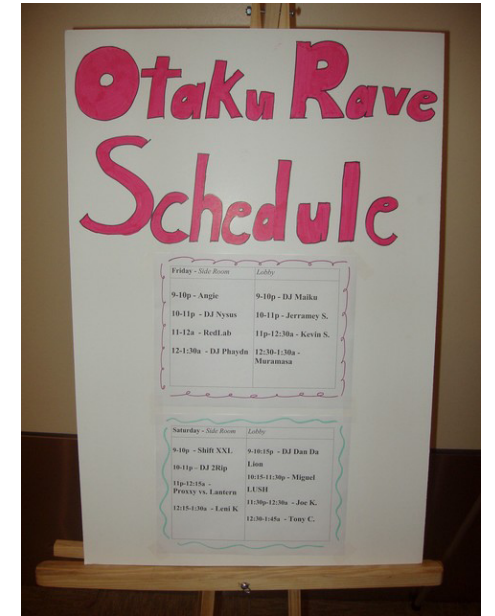 Otaku Rave
Schedule
Friday - Side Room
9-10p - Angie
10-11p - DJ Nysus
11-12a - RedLab
12-1:30a - DJ Phaydn
Lobby
9-10p - DJ Maiku
10-11p - Jerramey S.
11p-12:30a - Kevin S.
12:30-1:30a -
Muramasa
Saturday - Side Room
9-10p - Shift XXL
10-11p - DJ 2Rip
11p-12:15a -
Proxxy vs. Lantern
12:15-1:30a - Leni K
Lobby
9-10:15p - DJ Dan Da
Lion
10:15-11:30p - Miguel
LUSH
11:30p-12:30a - Joe K.
12:30-1:45a - Tony C.